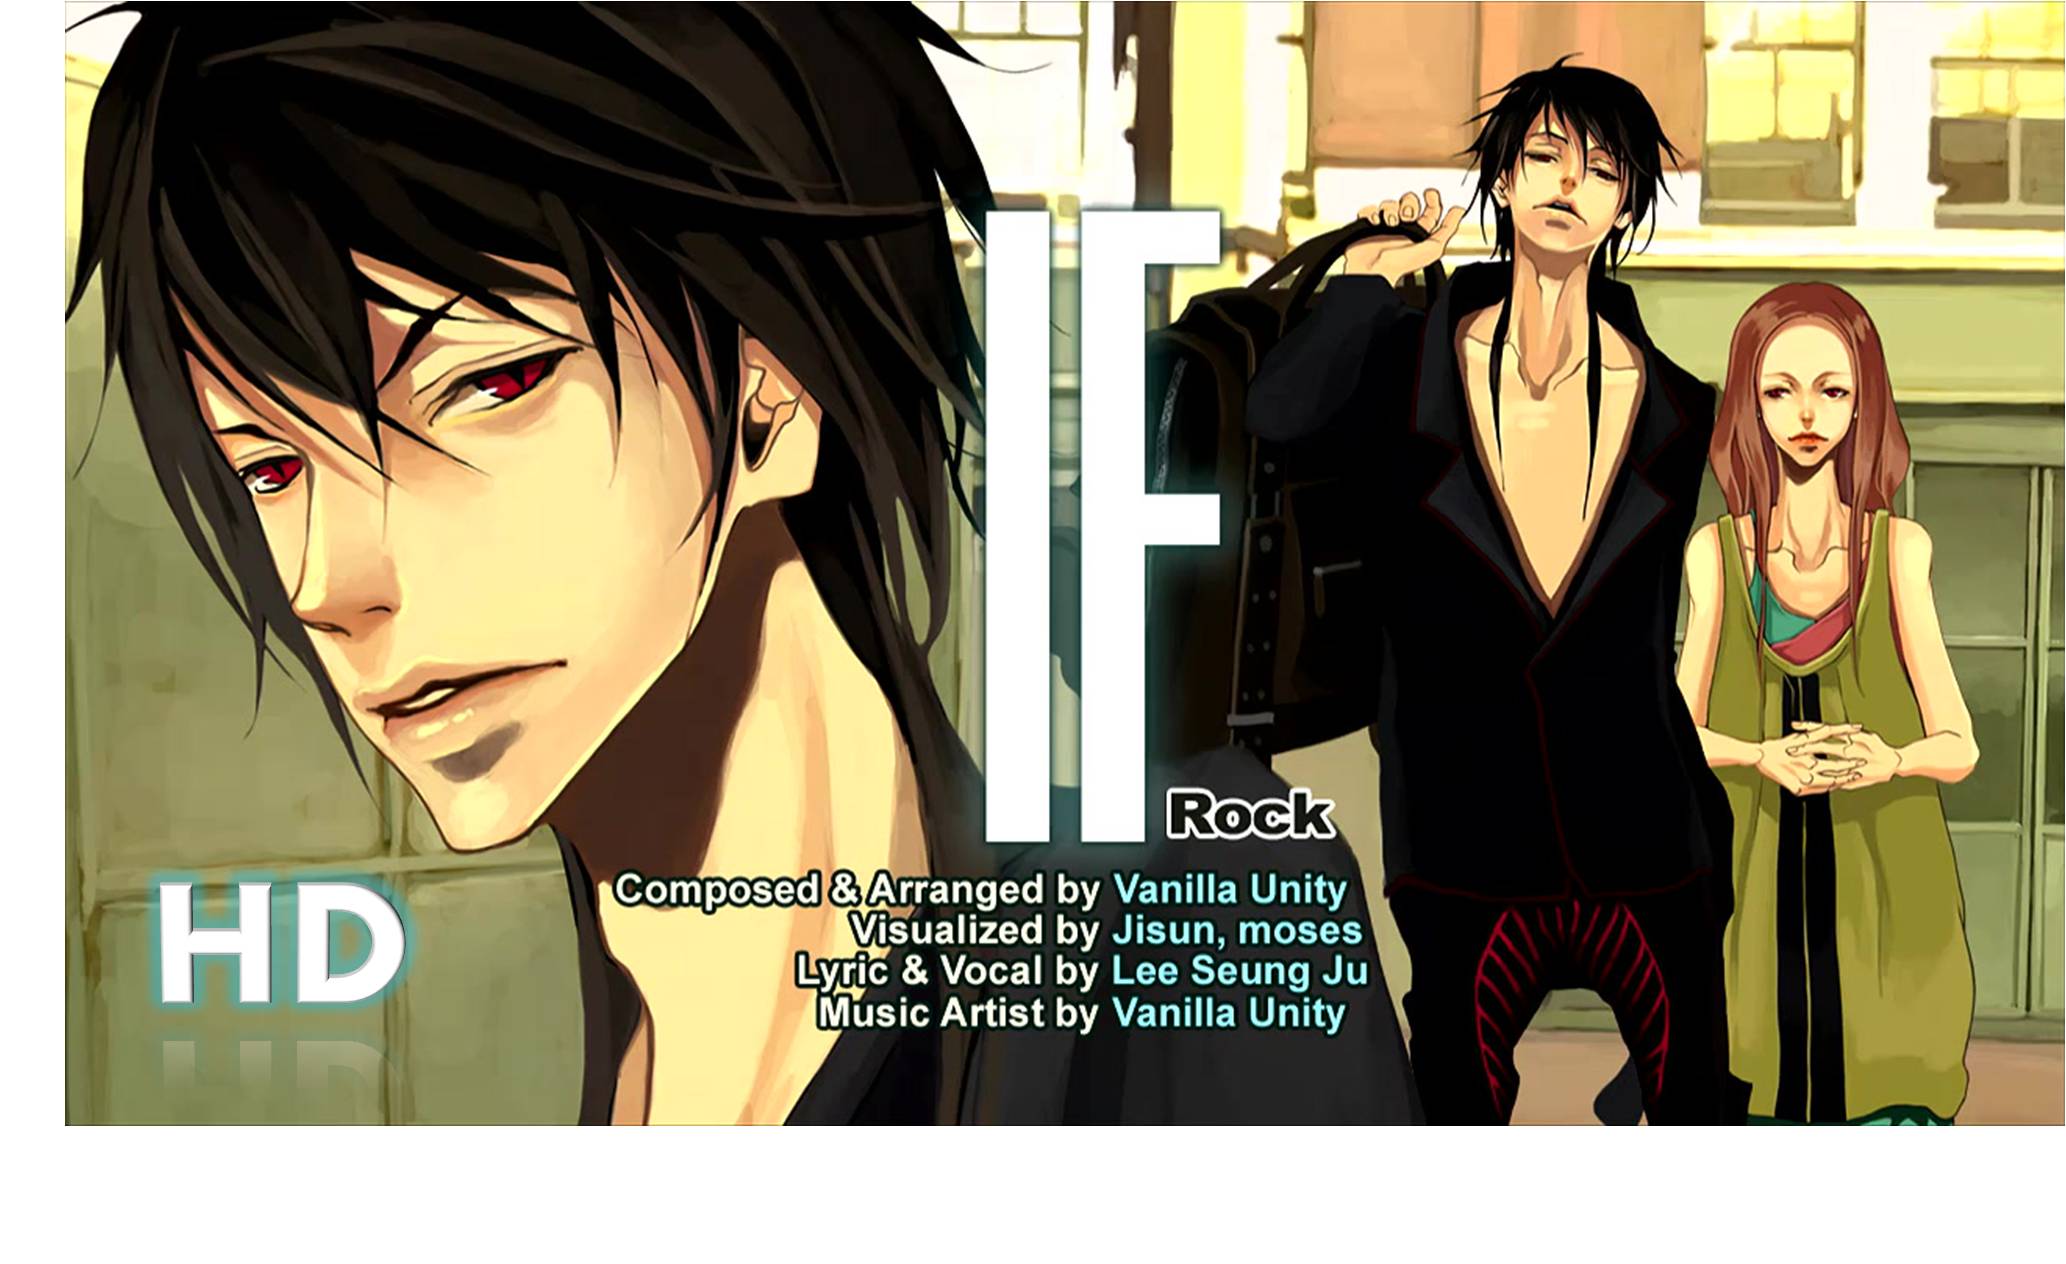 IF
Rock
HD
Composed & Arranged by Vanilla Unity
Visualized by Jisun, moses
Lyric & Vocal by Lee Seung Ju
Music Artist by Vanilla Unity